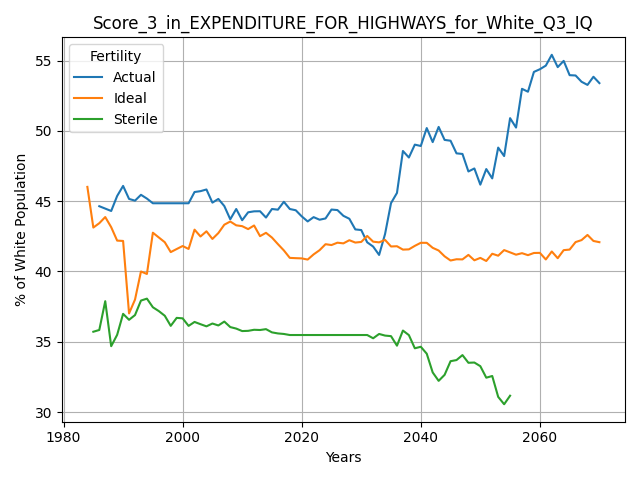 Score_3_in_EXPENDITURE_FOR_HIGHWAYS_for_White_Q3_IQ
Fertility
Actual
Ideal
Sterile
% of White Population
55
50
45
40
35
30
1980
2000
2020
2040
2060
Years